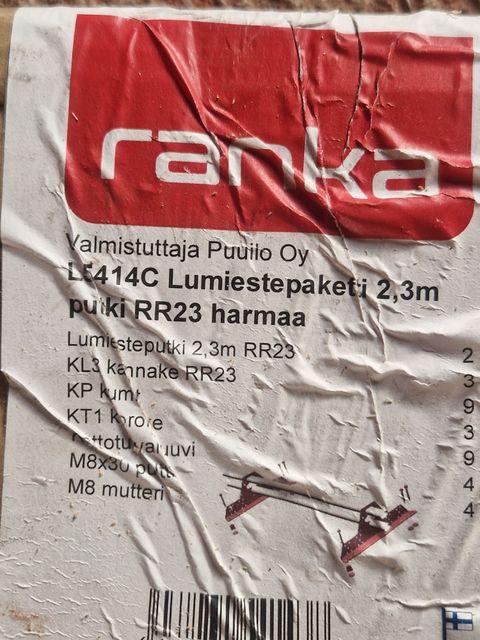 ranka
Valmistuttaja Puuilo Oy
L5414C Lumiestepaketti 2,3m
putki RR23 harmaa
Lumiesteputki 2,3m RR23 2
KL3 kannake RR23 3
KP 9
KT1 3
9
M8x30 4
M8 mutteri 4